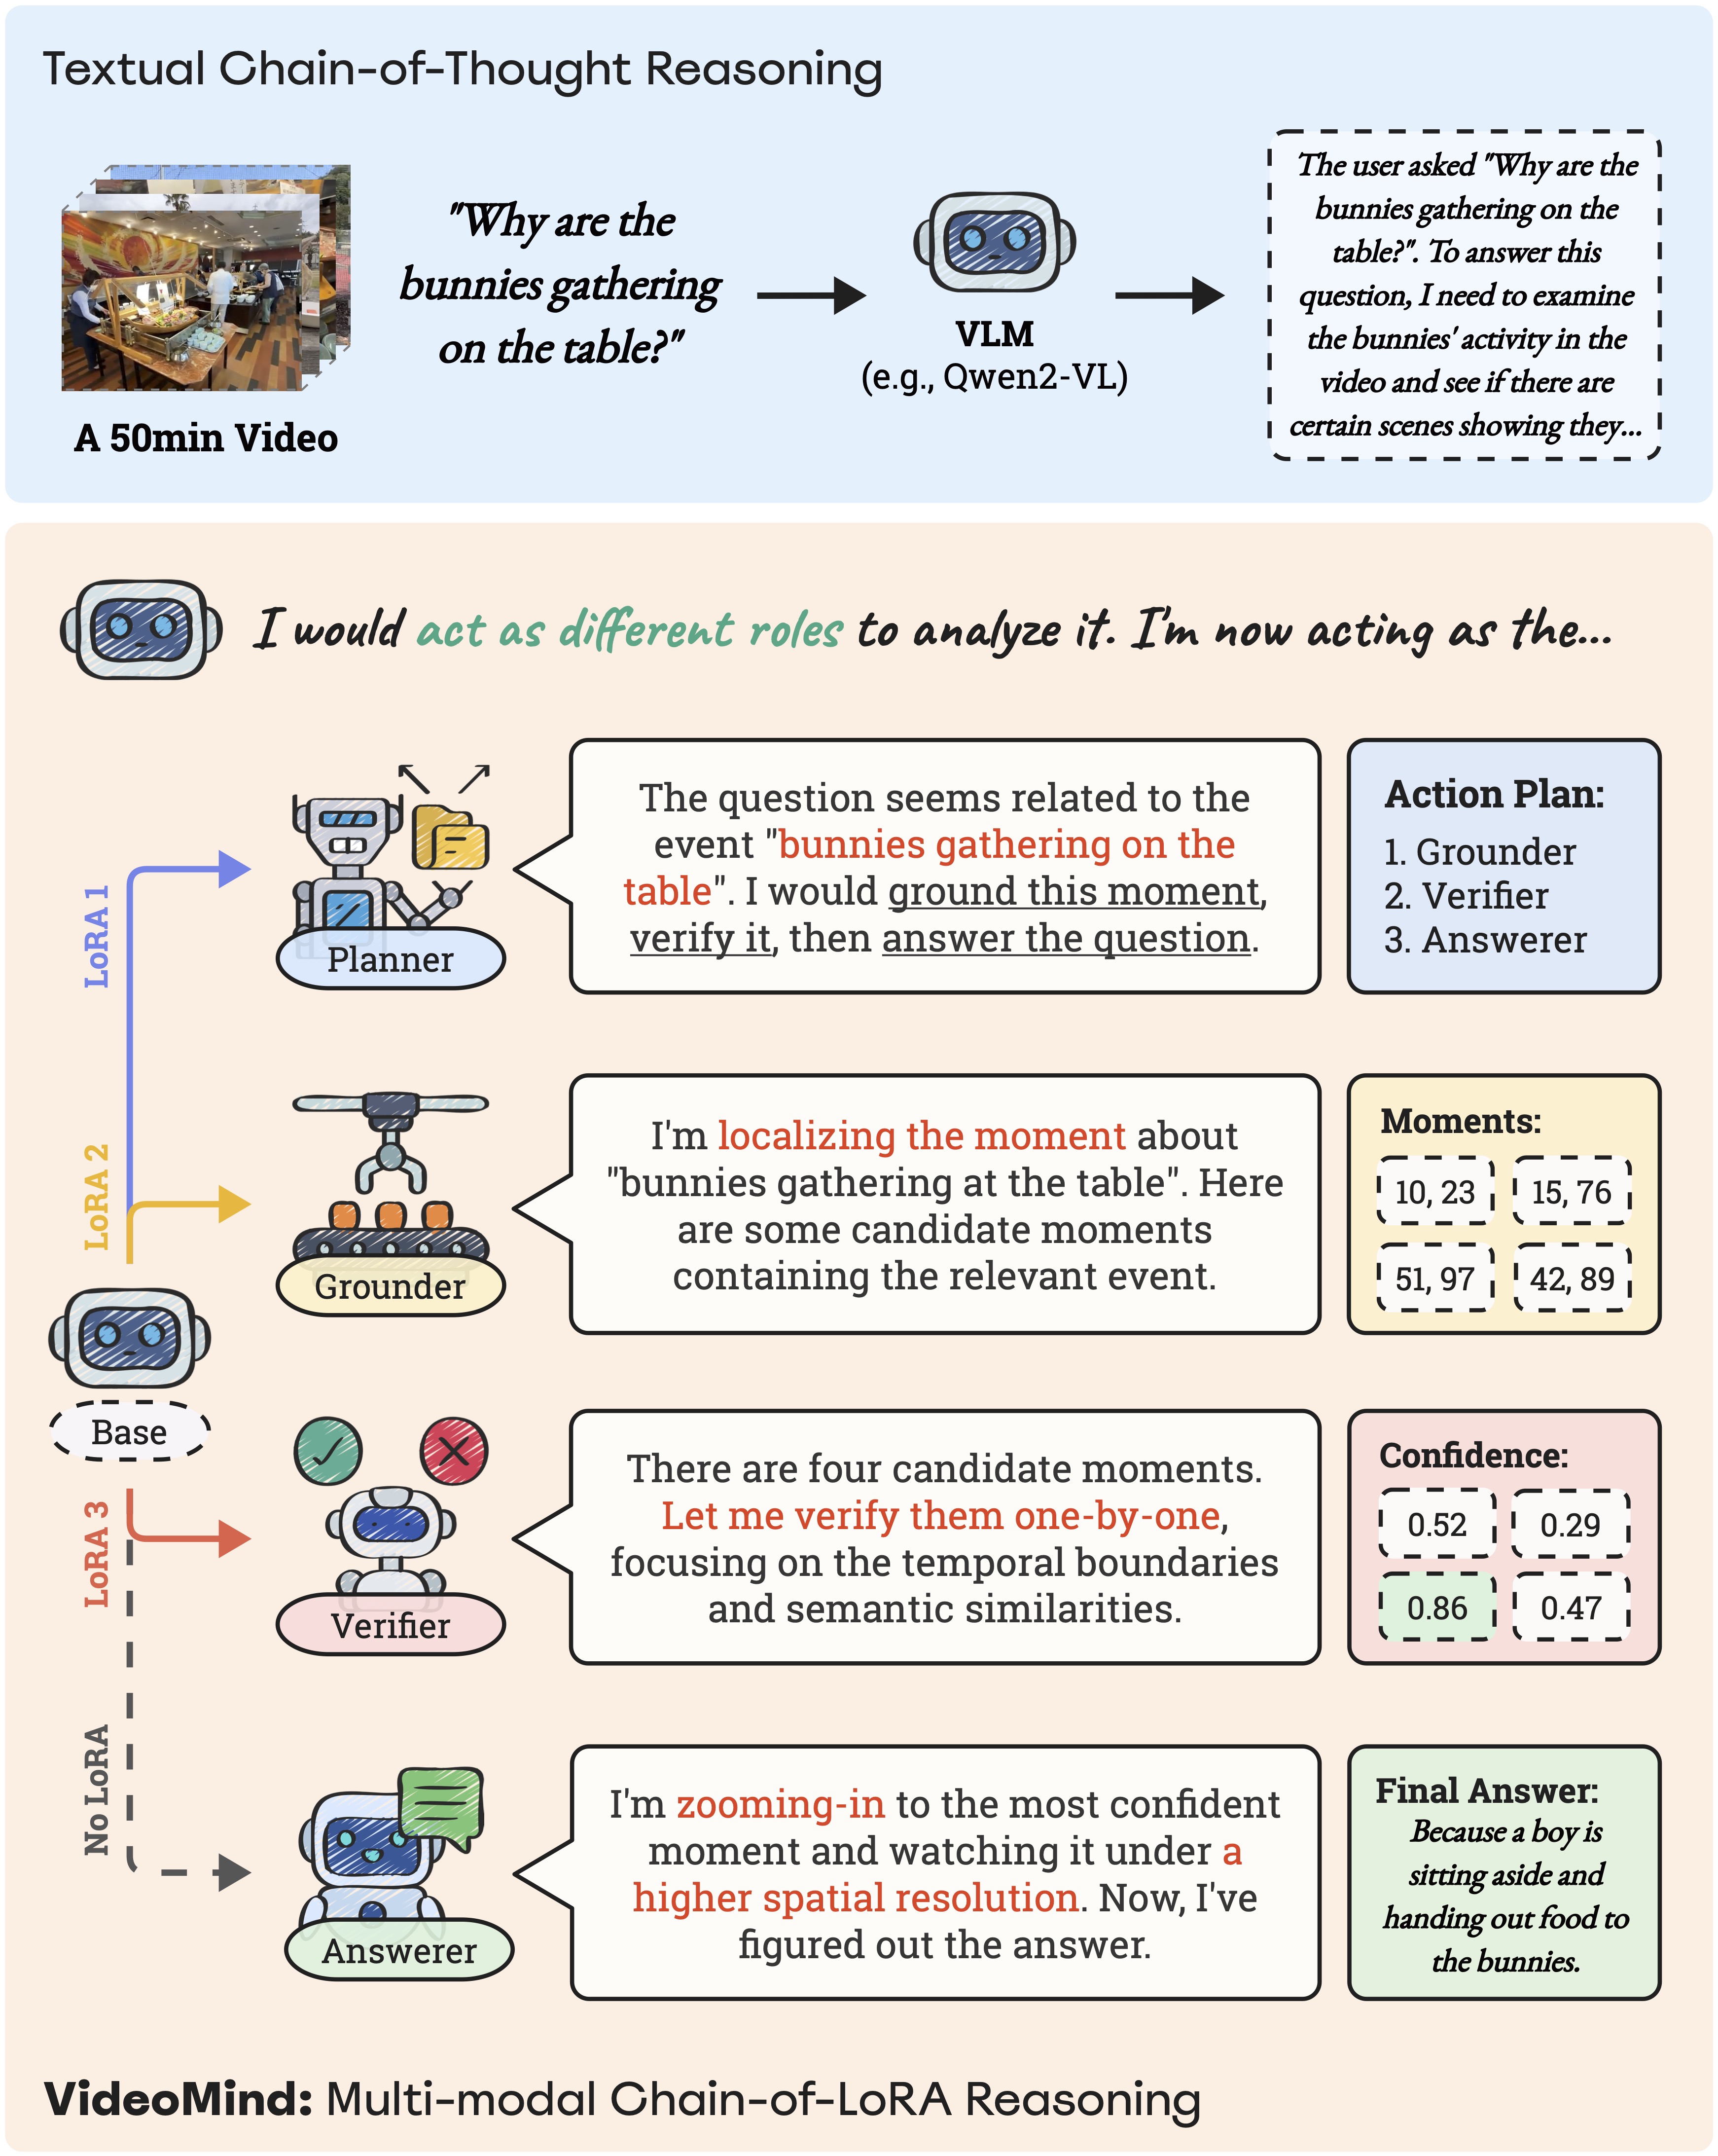 Textual Chain-of-Thought Reasoning
"Why are the
bunnies gathering
on the table?"
A 50min Video
VLM
(e.g., Qwen2-VL)
The user asked "Why are the
bunnies gathering on the
table?". To answer this
question, I need to examine
the bunnies' activity in the
video and see if there are
certain scenes showing they...
I would act as different roles to analyze it. I'm now acting as the...
LoRA 1
Planner
The question seems related to the
event "bunnies gathering on the
table". I would ground this moment,
verify it, then answer the question.
Action Plan:
1. Grounder
2. Verifier
3. Answerer
LoRA 2
Grounder
I'm localizing the moment about
"bunnies gathering at the table". Here
are some candidate moments
containing the relevant event.
Moments:
10, 23
15, 76
51, 97
42, 89
Base
LoRA 3
Verifier
There are four candidate moments.
Let me verify them one-by-one,
focusing on the temporal boundaries
and semantic similarities.
Confidence:
0.52
0.29
0.86
0.47
No LoRA
Answerer
I'm zooming-in to the most confident
moment and watching it under a
higher spatial resolution. Now, I've
figured out the answer.
Final Answer:
Because a boy is
sitting aside and
handing out food to
the bunnies.
VideoMind: Multi-modal Chain-of-LoRA Reasoning